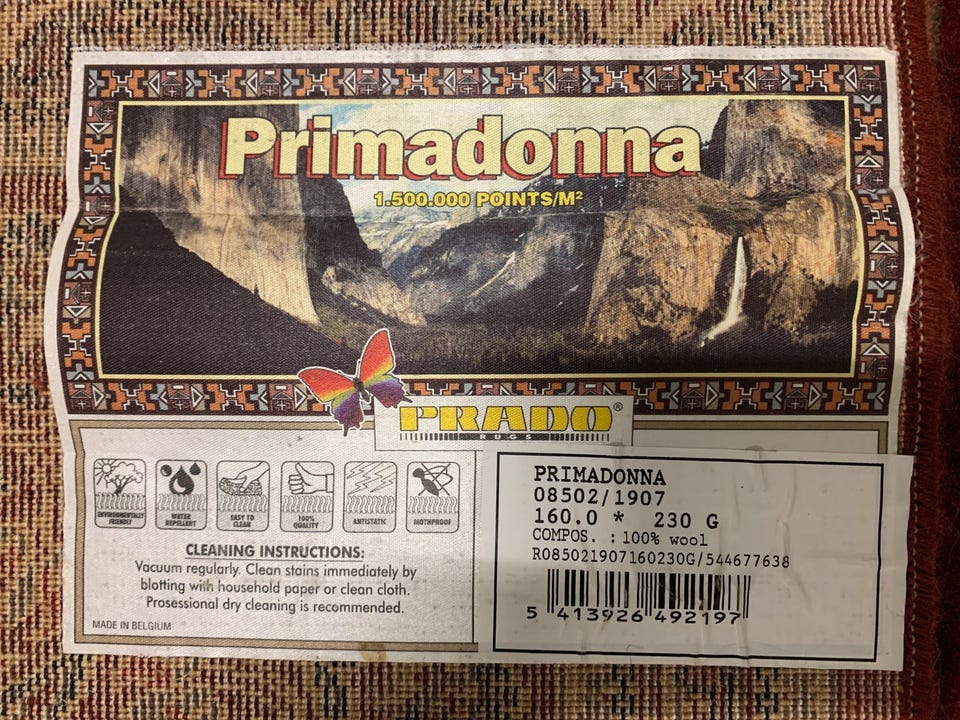 Primadonna
1.500.000 POINTS/M²
PRADO®
RUGS
ENVIRONMENTALLY
FRIENDLY
WATER
REPELLENT
EASY TO
CLEAN
100%
QUALITY
ANTISTATIC
MOTHPROOF
CLEANING INSTRUCTIONS:
Vacuum regularly. Clean stains immediately by
blotting with household paper or clean cloth.
Prosessional dry cleaning is recommended.
MADE IN BELGIUM
PRIMADONNA
08502/1907
160.0 * 230 G
COMPOS. : 100% wool
R085021907160230G/544677638
5 413926 492197